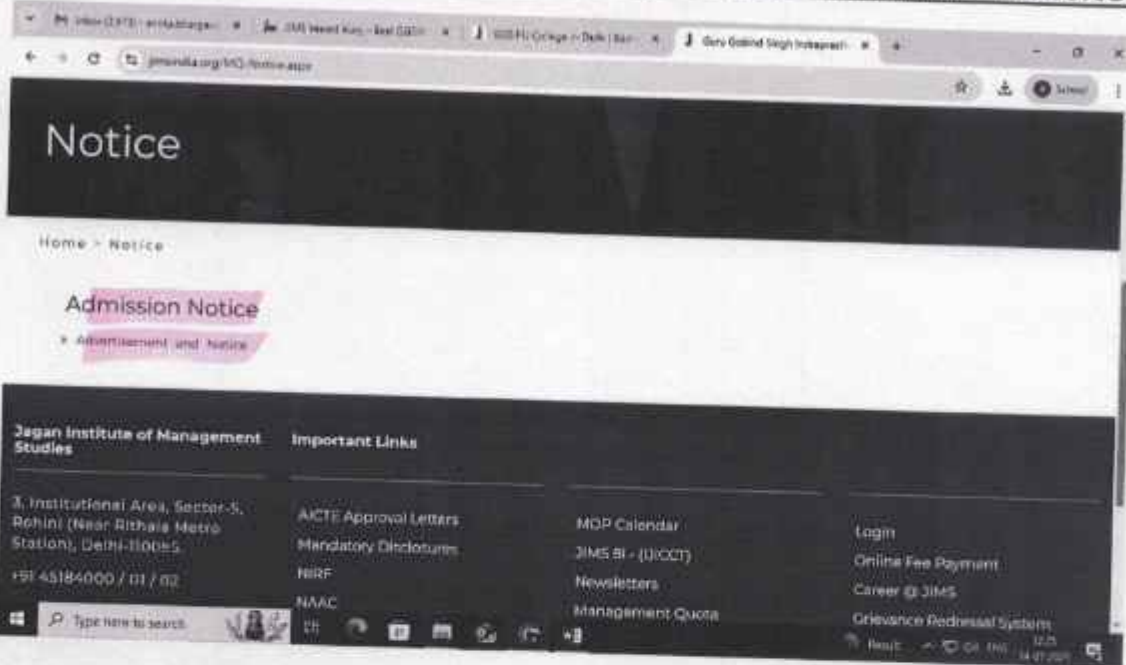 jimsindia.org/MQ-Notice.aspx
School
Notice
Home > Notice
Admission Notice
Advertisement and Notice
Jagan Institute of Management
Studies
3, Institutional Area, Sector-5,
Rohini (Near Rithala Metro
Station), Delhi-110085
+91 45184000 / 01 / 02
Important Links
AICTE Approval Letters
Mandatory Disclosures
NIRF
NAAC
MDP Calendar
JIMS BI - (IJCCT)
Newsletters
Management Quota
Login
Online Fee Payment
Career @ JIMS
Grievance Redressal System
Type here to search